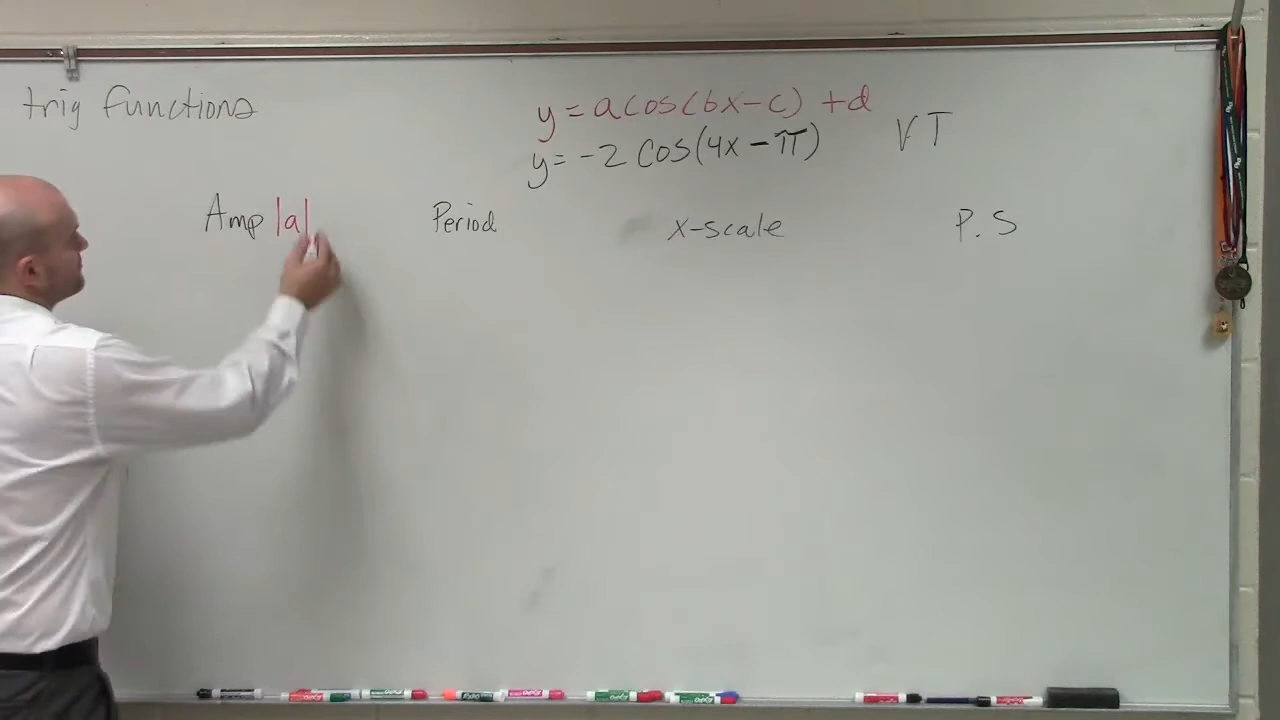 trig functions
y = a cos(bx-c) +d
y = -2 cos(4x - π)
VT
Amp |a|
Period
x-scale
P. S